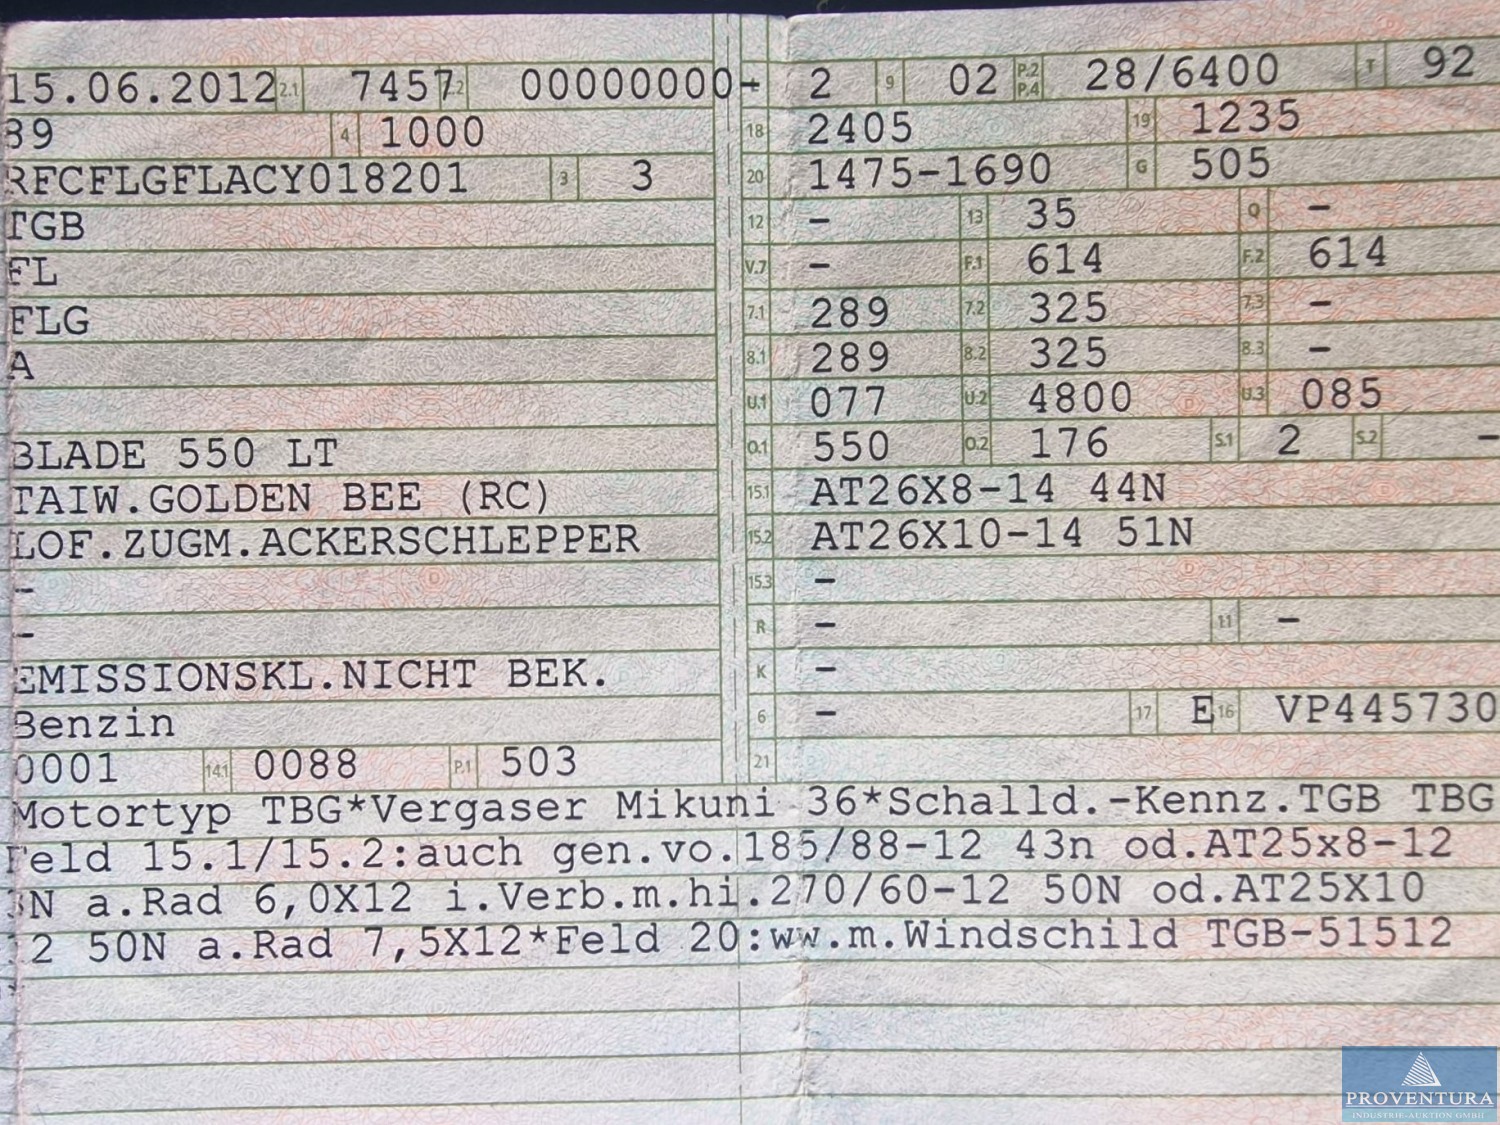 15.06.2012 2.1 7457 2.2 00000000-
89 4 1000
RFCFLGFLACY018201 3 3
TGB
FL
FLG
A
BLADE 550 LT
TAIW.GOLDEN BEE (RC)
LOF.ZUGM.ACKERSCHLEPPER
-
-
EMISSIONSKL.NICHT BEK.
Benzin
0001 14.1 0088 P.1 503
L 2 9 02 P.2 P.4 28/6400 T 92
18 2405 19 1235
20 1475-1690 G 505
12 - 13 35 Q -
V.7 - F.1 614 F.2 614
7.1 289 7.2 325 7.3 -
8.1 289 8.2 325 8.3 -
U.1 077 U.2 4800 U.3 085
O.1 550 O.2 176 S.1 2 S.2 -
15.1 AT26X8-14 44N
15.2 AT26X10-14 51N
15.3 -
R - 11 -
K -
6 - 17 E 16 VP445730
21
Motortyp TBG*Vergaser Mikuni 36*Schalld.-Kennz.TGB TBG
Feld 15.1/15.2:auch gen.vo.185/88-12 43n od.AT25x8-12
3N a.Rad 6,0X12 i.Verb.m.hi.270/60-12 50N od.AT25X10
12 50N a.Rad 7,5X12*Feld 20:ww.m.Windschild TGB-51512
PROVENTURA
INDUSTRIE-AUKTION GMBH